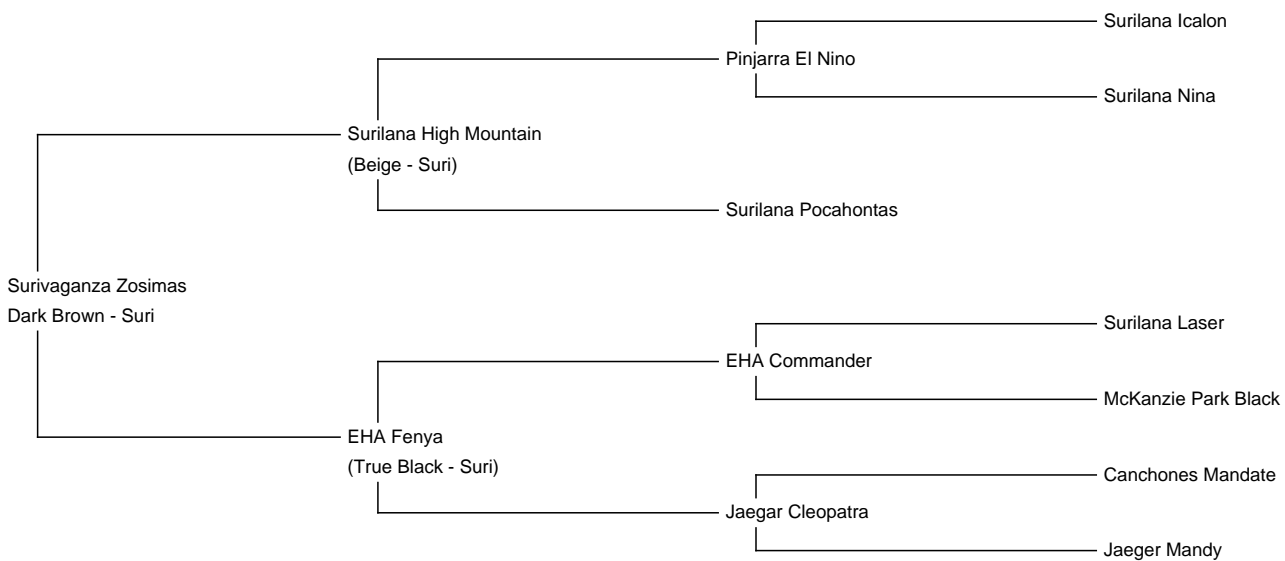 Surilana Icalon
Pinjarra El Nino
Surilana Nina
Surilana High Mountain
(Beige - Suri)
Surilana Pocahontas
Surivaganza Zosimas
Dark Brown - Suri
Surilana Laser
EHA Commander
McKanzie Park Black
EHA Fenya
(True Black - Suri)
Canchones Mandate
Jaegar Cleopatra
Jaeger Mandy